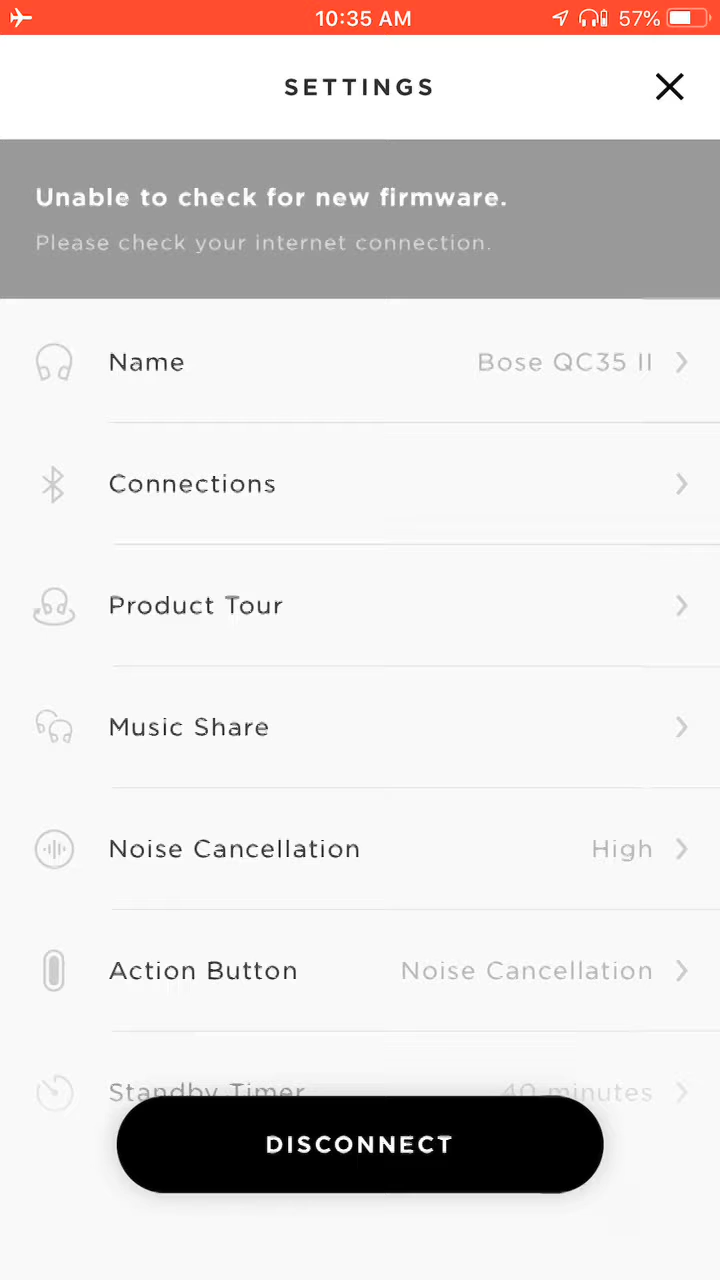 10:35 AM 57%
SETTINGS
Unable to check for new firmware.
Please check your internet connection.
Name Bose QC35 II
Connections
Product Tour
Music Share
Noise Cancellation High
Action Button Noise Cancellation
Standby Timer 40 minutes
DISCONNECT